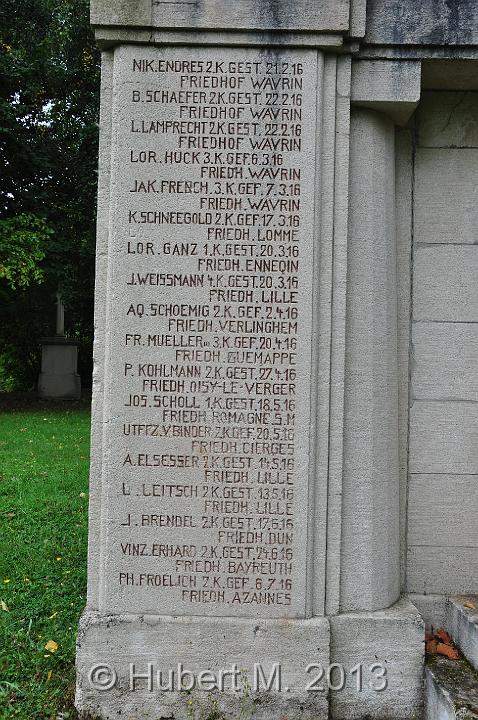 NIK. ENDRES 2.K. GEST. 21.2.16
FRIEDHOF WAVRIN
B. SCHAEFER 2.K. GEST. 22.2.16
FRIEDHOF WAVRIN
L. LAMPRECHT 2.K. GEST. 22.2.16
FRIEDHOF WAVRIN
LOR. HUCK 3.K. GEF. 6.3.16
FRIEDH. WAVRIN
JAK. FRENCH. 3.K. GEF. 7.3.16
FRIEDH. WAVRIN
K. SCHNEEGOLD 2.K. GEF. 17.3.16
FRIEDH. LOMME
LOR. GANZ 1.K. GEST. 20.3.16
FRIEDH. ENNEQIN
J. WEISSMANN 4.K. GEST. 20.3.16
FRIEDH. LILLE
AQ. SCHOEMIG 2.K. GEF. 2.4.16
FRIEDH. VERLINGHEM
FR. MUELLER III 3.K. GEF. 20.4.16
FRIEDH. GUEMAPPE
P. KOHLMANN 2.K. GEST. 27.4.16
FRIEDH. OISY-LE-VERGER
JOS. SCHOLL 1.K. GEST. 18.5.16
FRIEDH. ROMAGNE S.M
UTFFZ. V. BINDER 2.K. GEF. 20.5.16
FRIEDH. CIERGES
A. ELSESSER 2.K. GEST. 14.5.16
FRIEDH. LILLE
L. LEITSCH 2.K. GEST. 13.5.16
FRIEDH. LILLE
J. BRENDEL 2.K. GEST. 17.6.16
FRIEDH. DUN
VINZ. ERHARD 2.K. GEST. 24.6.16
FRIEDH. BAYREUTH
PH. FROELICH 2.K. GEF. 6.7.16
FRIEDH. AZANNES
© Hubert M. 2013